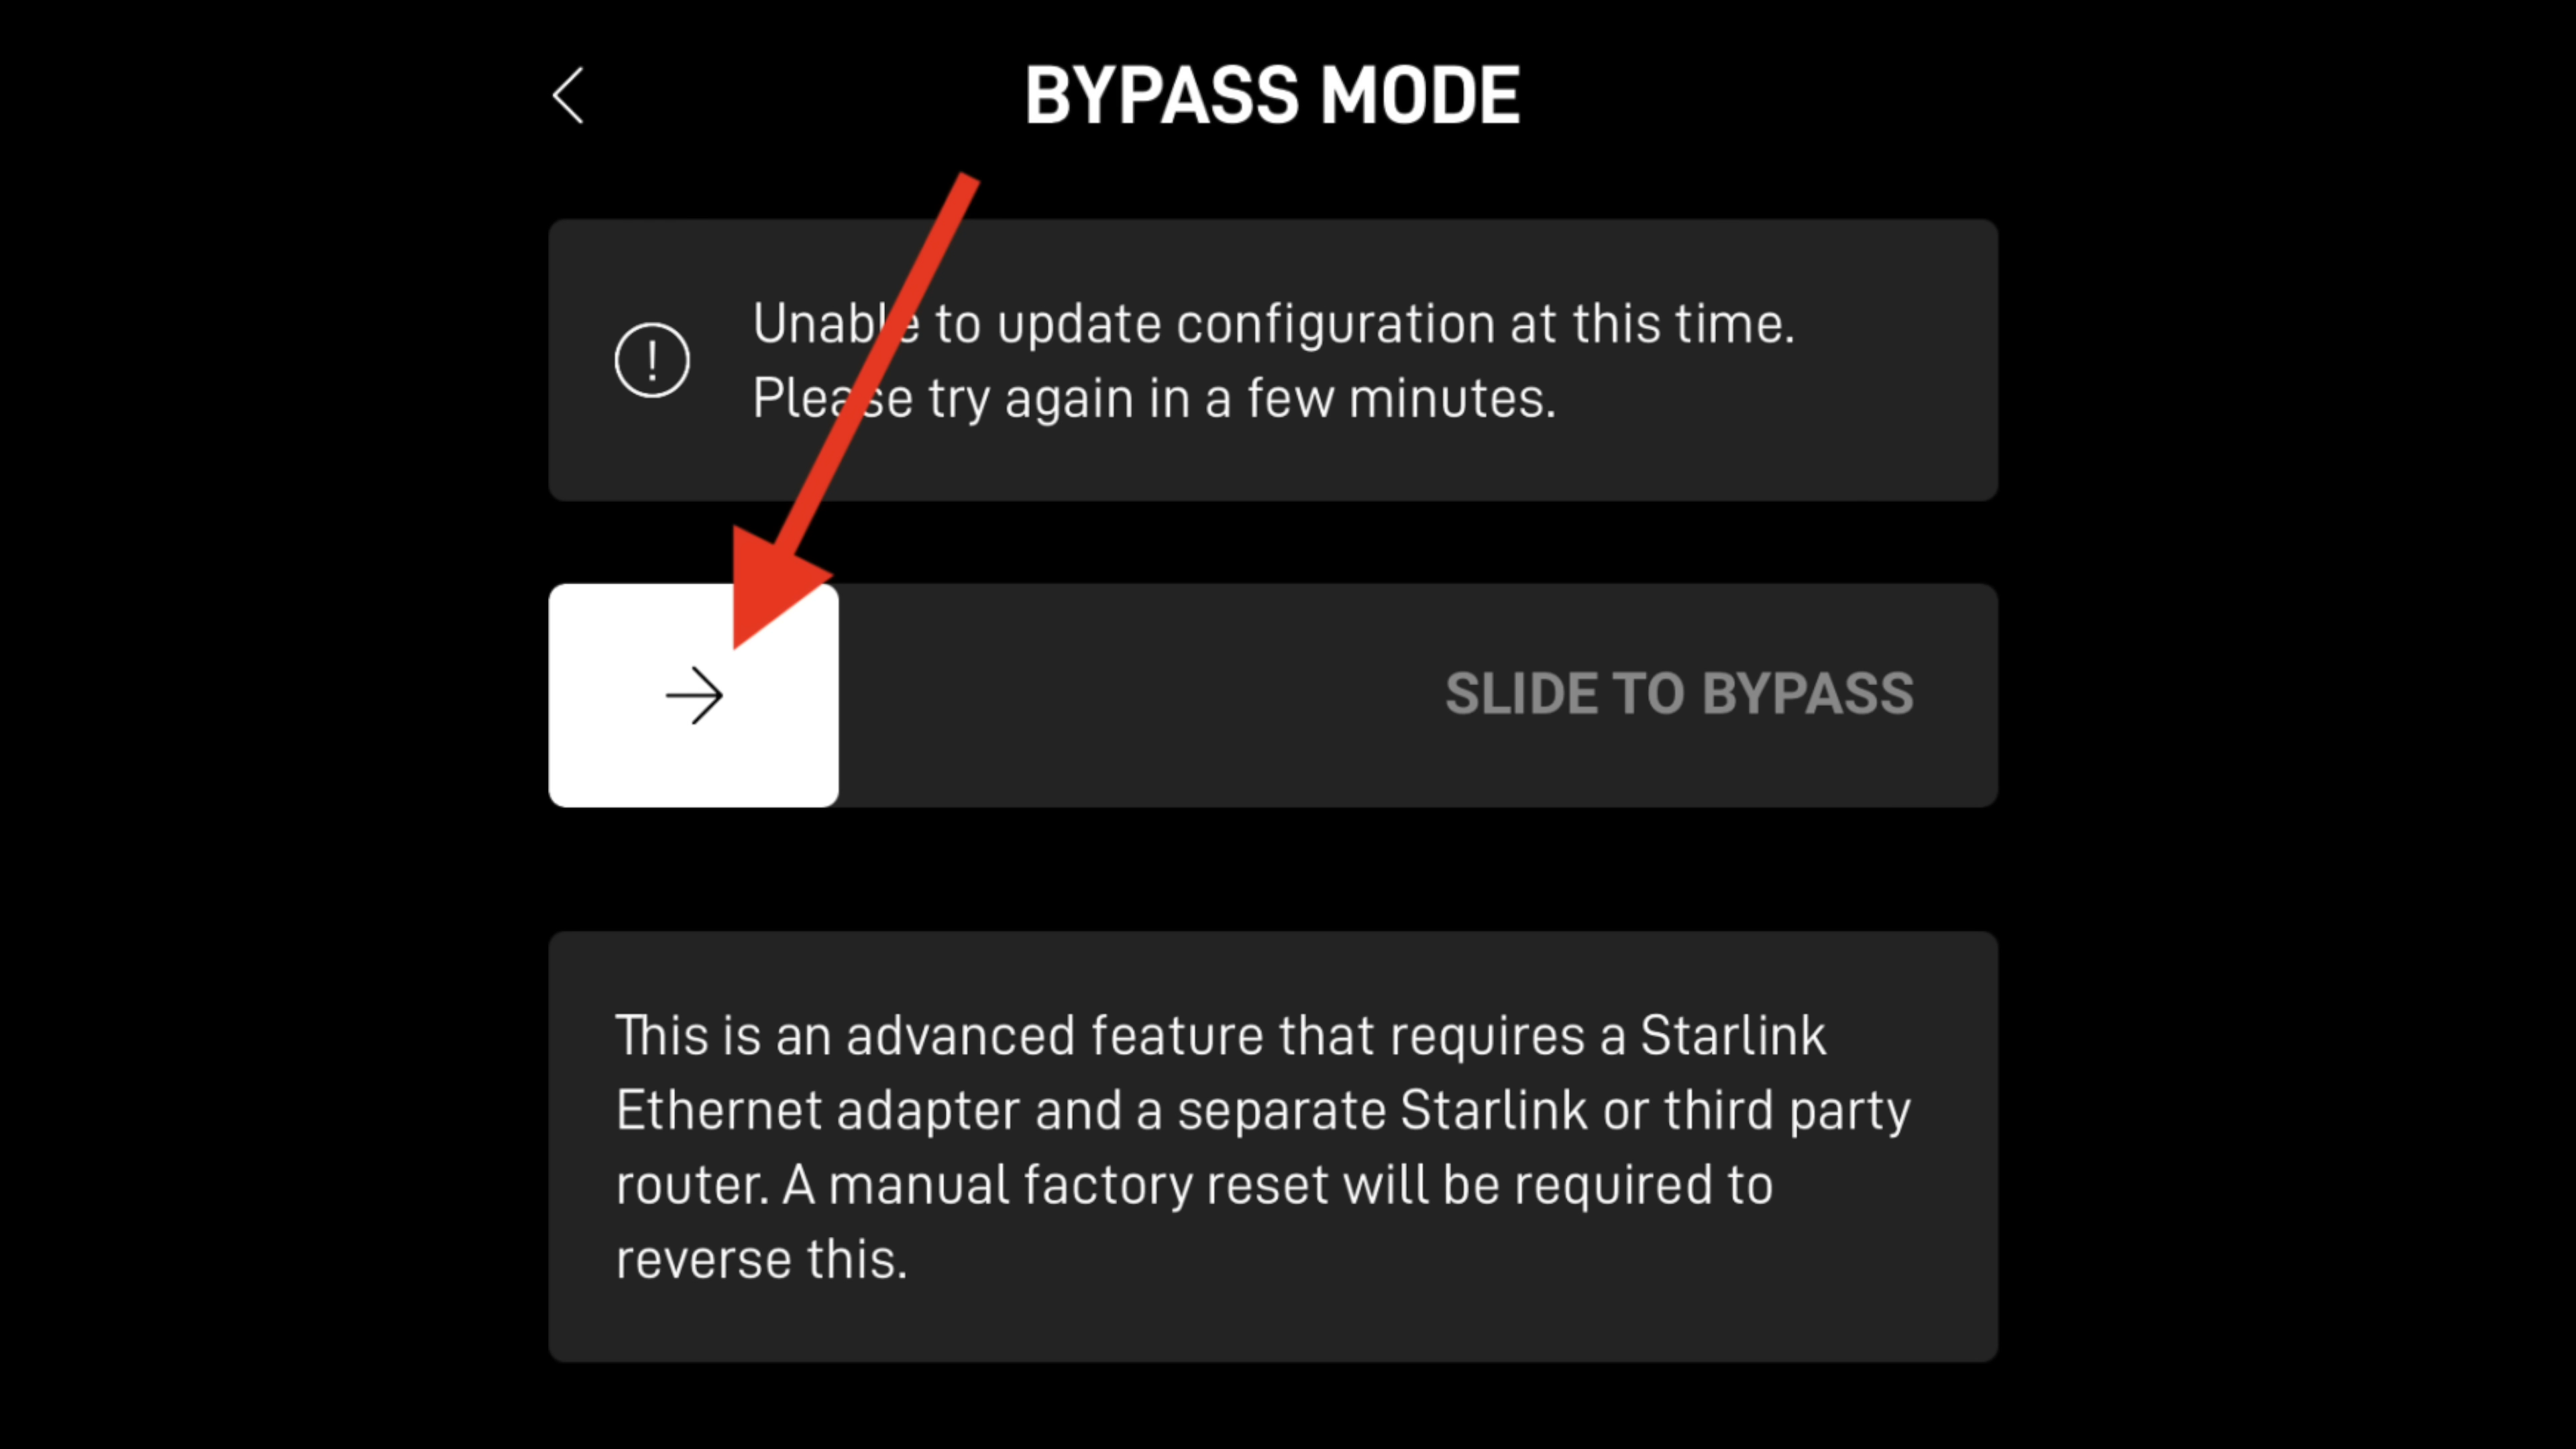 BYPASS MODE
Unable to update configuration at this time.
Please try again in a few minutes.
SLIDE TO BYPASS
This is an advanced feature that requires a Starlink
Ethernet adapter and a separate Starlink or third party
router. A manual factory reset will be required to
reverse this.